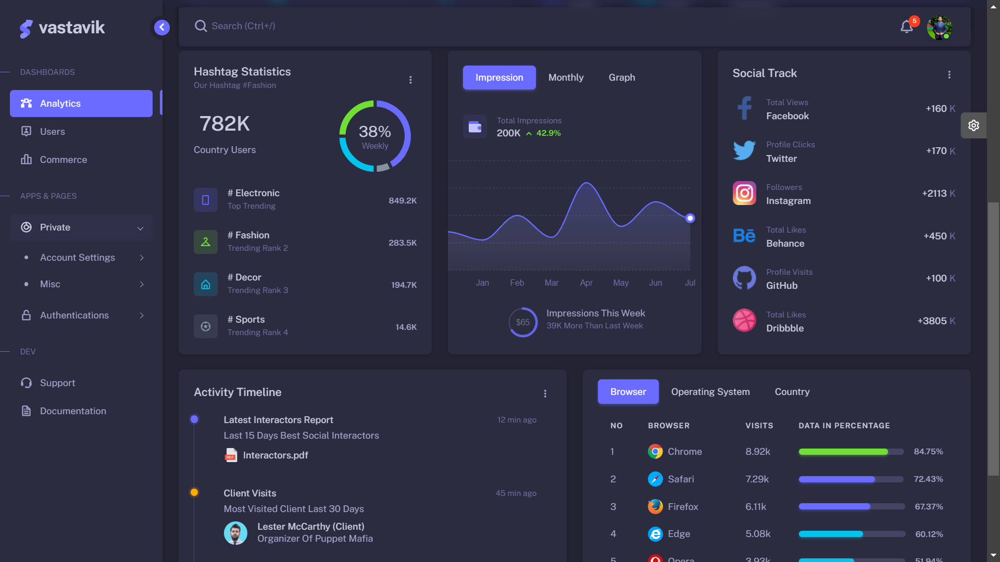 vastavik
Search (Ctrl+/)
5
DASHBOARDS
Analytics
Users
Commerce
APPS & PAGES
Private
Account Settings
Misc
Authentications
DEV
Support
Documentation
Hashtag Statistics
Our Hashtag #Fashion
782K
Country Users
38%
Weekly
# Electronic
Top Trending
849.2K
# Fashion
Trending Rank 2
283.5K
# Decor
Trending Rank 3
194.7K
# Sports
Trending Rank 4
14.6K
Impression Monthly Graph
Total Impressions
200K 42.9%
Jan Feb Mar Apr May Jun Jul
$65
Impressions This Week
39K More Than Last Week
Social Track
Total Views
Facebook
+160 K
Profile Clicks
Twitter
+170 K
Followers
Instagram
+2113 K
Bē
Total Likes
Behance
+450 K
Profile Visits
GitHub
+100 K
Total Likes
Dribbble
+3805 K
Activity Timeline
Latest Interactors Report 12 min ago
Last 15 Days Best Social Interactors
PDF
Interactors.pdf
Client Visits 45 min ago
Most Visited Client Last 30 Days
Lester McCarthy (Client)
Organizer Of Puppet Mafia
Browser Operating System Country
NO BROWSER VISITS DATA IN PERCENTAGE
1 Chrome 8.92k 84.75%
2 Safari 7.29k 72.43%
3 Firefox 6.11k 67.37%
4 Edge 5.08k 60.12%
5 Opera 3.93k 51.94%